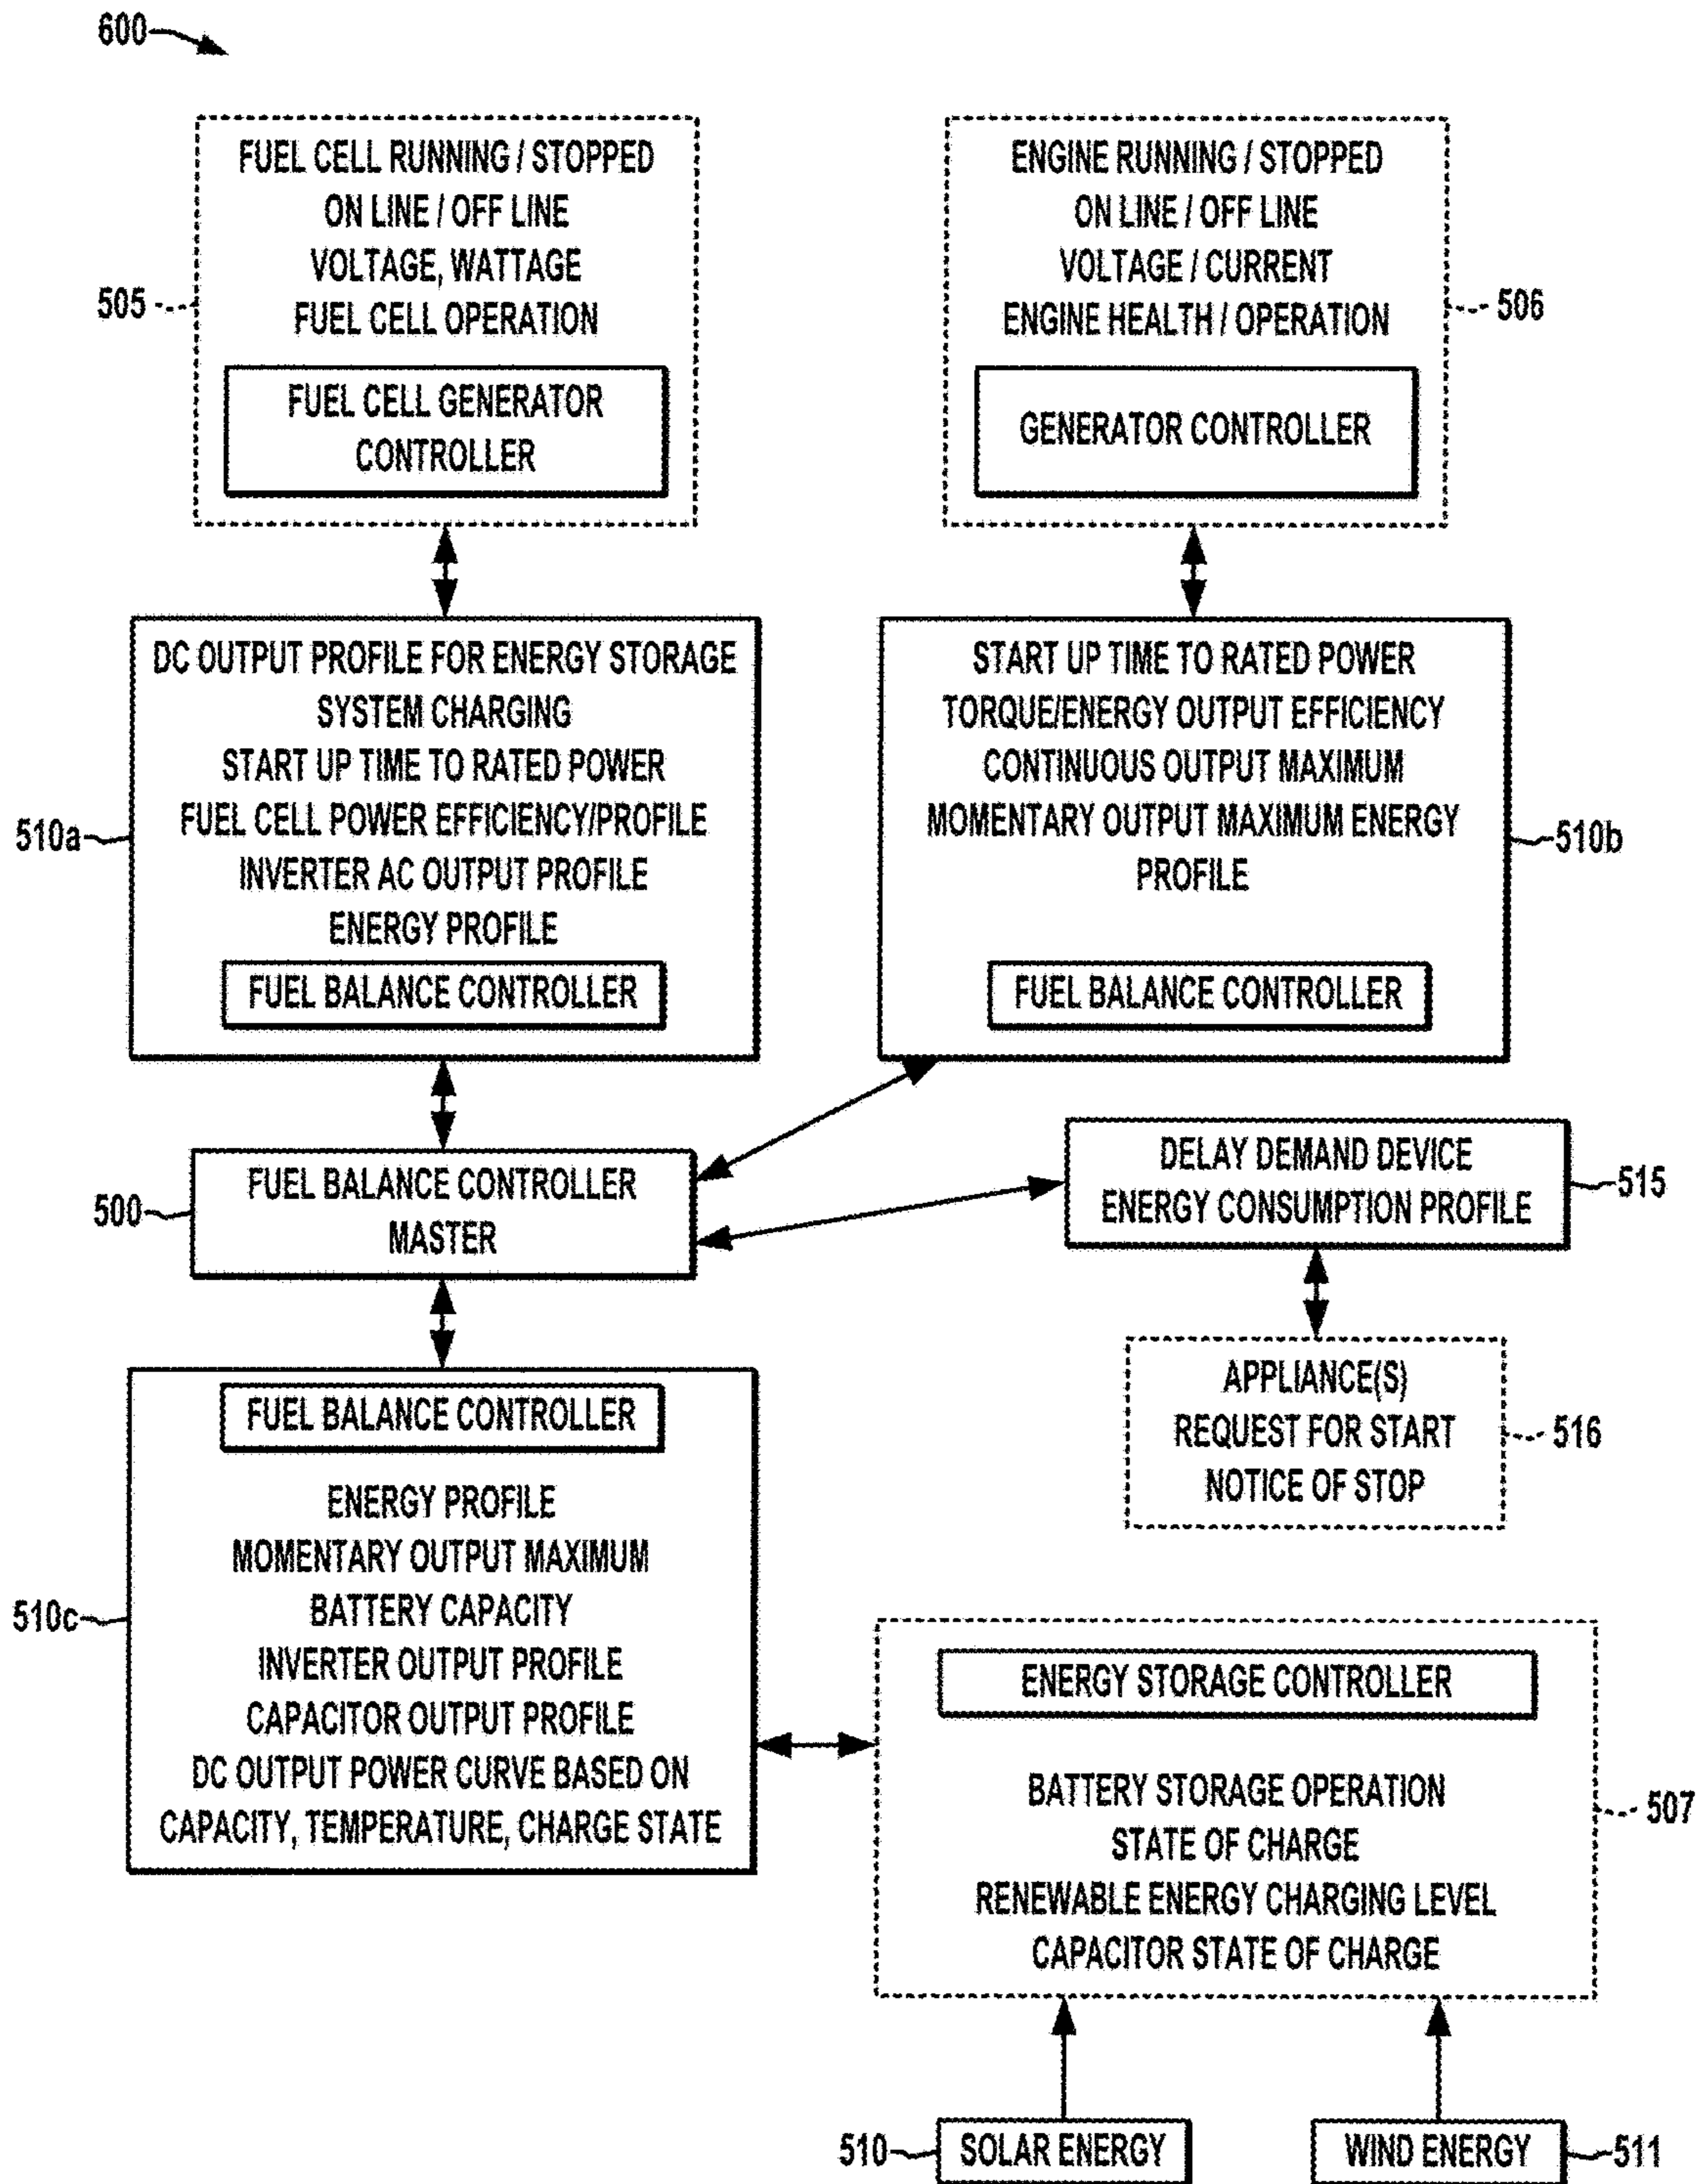 600
FUEL CELL RUNNING / STOPPED
ON LINE / OFF LINE
VOLTAGE, WATTAGE
FUEL CELL OPERATION
FUEL CELL GENERATOR
CONTROLLER
505
ENGINE RUNNING / STOPPED
ON LINE / OFF LINE
VOLTAGE / CURRENT
ENGINE HEALTH / OPERATION
GENERATOR CONTROLLER
506
DC OUTPUT PROFILE FOR ENERGY STORAGE
SYSTEM CHARGING
START UP TIME TO RATED POWER
FUEL CELL POWER EFFICIENCY/PROFILE
INVERTER AC OUTPUT PROFILE
ENERGY PROFILE
FUEL BALANCE CONTROLLER
510a
START UP TIME TO RATED POWER
TORQUE/ENERGY OUTPUT EFFICIENCY
CONTINUOUS OUTPUT MAXIMUM
MOMENTARY OUTPUT MAXIMUM ENERGY
PROFILE
FUEL BALANCE CONTROLLER
510b
500
FUEL BALANCE CONTROLLER
MASTER
DELAY DEMAND DEVICE
ENERGY CONSUMPTION PROFILE
515
APPLIANCE(S)
REQUEST FOR START
NOTICE OF STOP
516
FUEL BALANCE CONTROLLER
ENERGY PROFILE
MOMENTARY OUTPUT MAXIMUM
BATTERY CAPACITY
INVERTER OUTPUT PROFILE
CAPACITOR OUTPUT PROFILE
DC OUTPUT POWER CURVE BASED ON
CAPACITY, TEMPERATURE, CHARGE STATE
510c
ENERGY STORAGE CONTROLLER
BATTERY STORAGE OPERATION
STATE OF CHARGE
RENEWABLE ENERGY CHARGING LEVEL
CAPACITOR STATE OF CHARGE
507
510
SOLAR ENERGY
WIND ENERGY
511